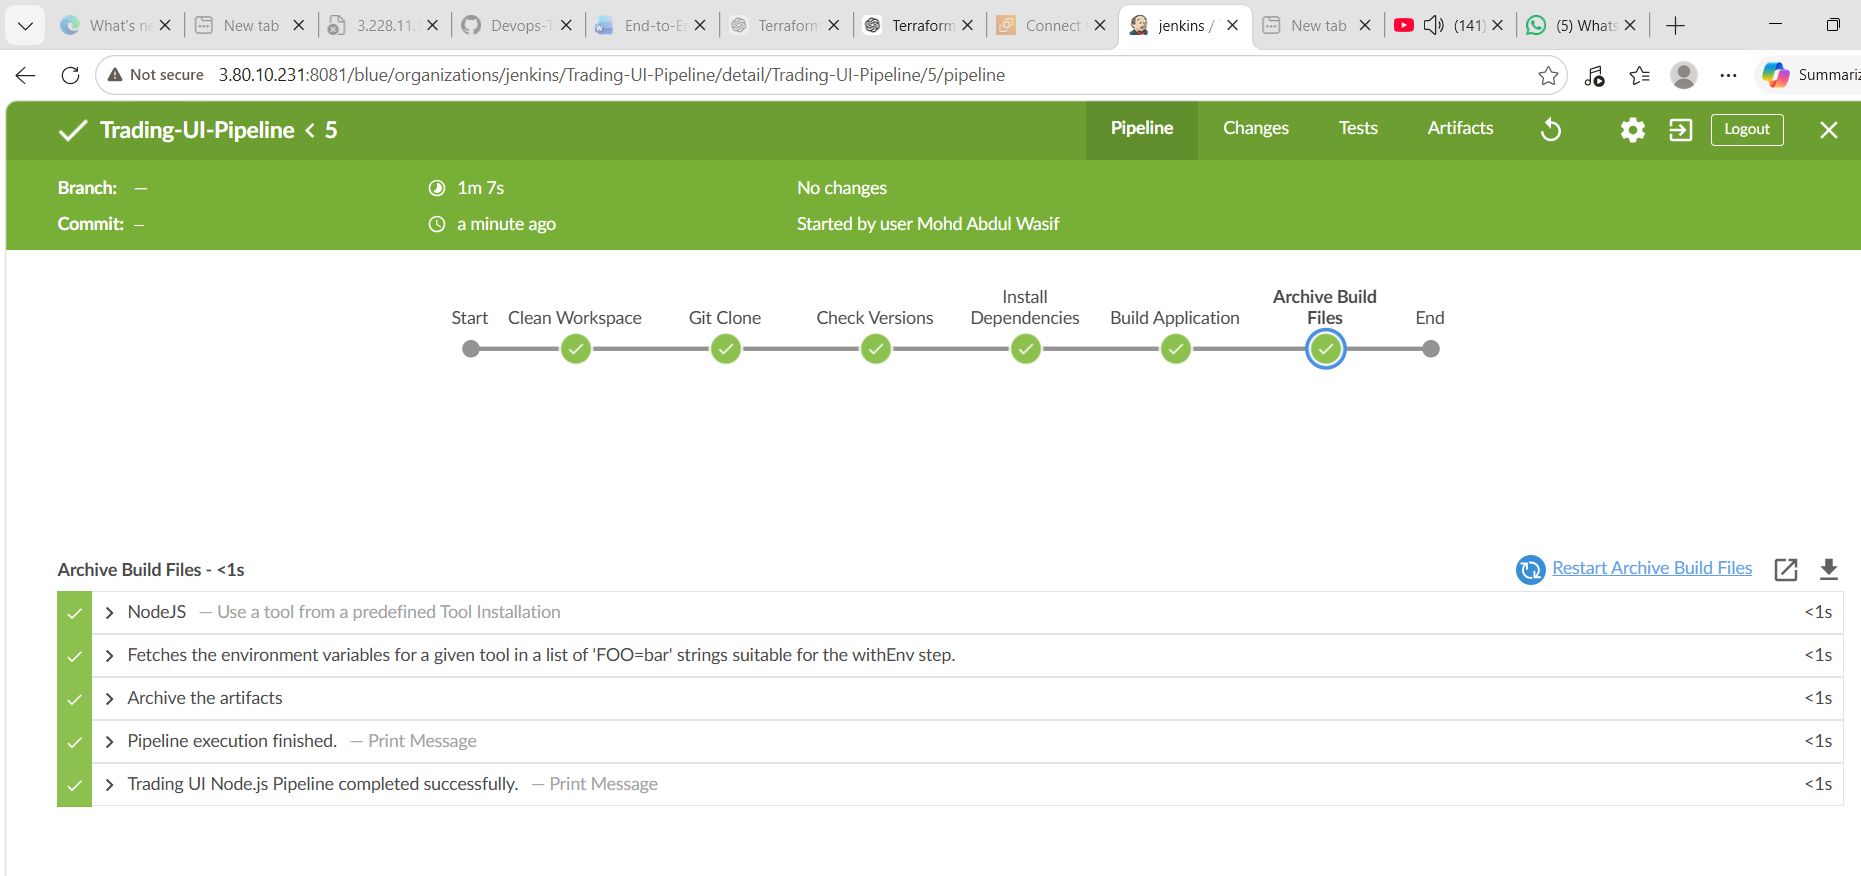 What's ne
New tab
3.228.11.
Devops-T
End-to-E
Terraform
Terraform
Connect
jenkins /
New tab
(141)
(5) Whats
Not secure 3.80.10.231:8081/blue/organizations/jenkins/Trading-UI-Pipeline/detail/Trading-UI-Pipeline/5/pipeline
Summariz
Trading-UI-Pipeline < 5
Pipeline
Changes
Tests
Artifacts
Logout
Branch: —
1m 7s
No changes
Commit: —
a minute ago
Started by user Mohd Abdul Wasif
Start
Clean Workspace
Git Clone
Check Versions
Install
Dependencies
Build Application
Archive Build
Files
End
Archive Build Files - <1s
Restart Archive Build Files
NodeJS — Use a tool from a predefined Tool Installation <1s
Fetches the environment variables for a given tool in a list of 'FOO=bar' strings suitable for the withEnv step. <1s
Archive the artifacts <1s
Pipeline execution finished. — Print Message <1s
Trading UI Node.js Pipeline completed successfully. — Print Message <1s